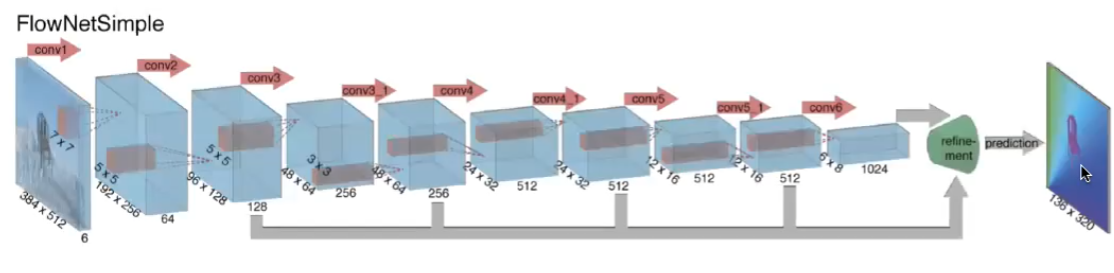 FlowNetSimple
conv1
conv2
conv3
conv3_1
conv4
conv4_1
conv5
conv5_1
conv6
7 x 7
5 x 5
5 x 5
3 x 3
384 x 512
192 x 256
96 x 128
48 x 64
48 x 64
24 x 32
24 x 32
12 x 16
12 x 16
6 x 8
6
64
128
256
256
512
512
512
512
1024
refine-
ment
prediction
136 x 320